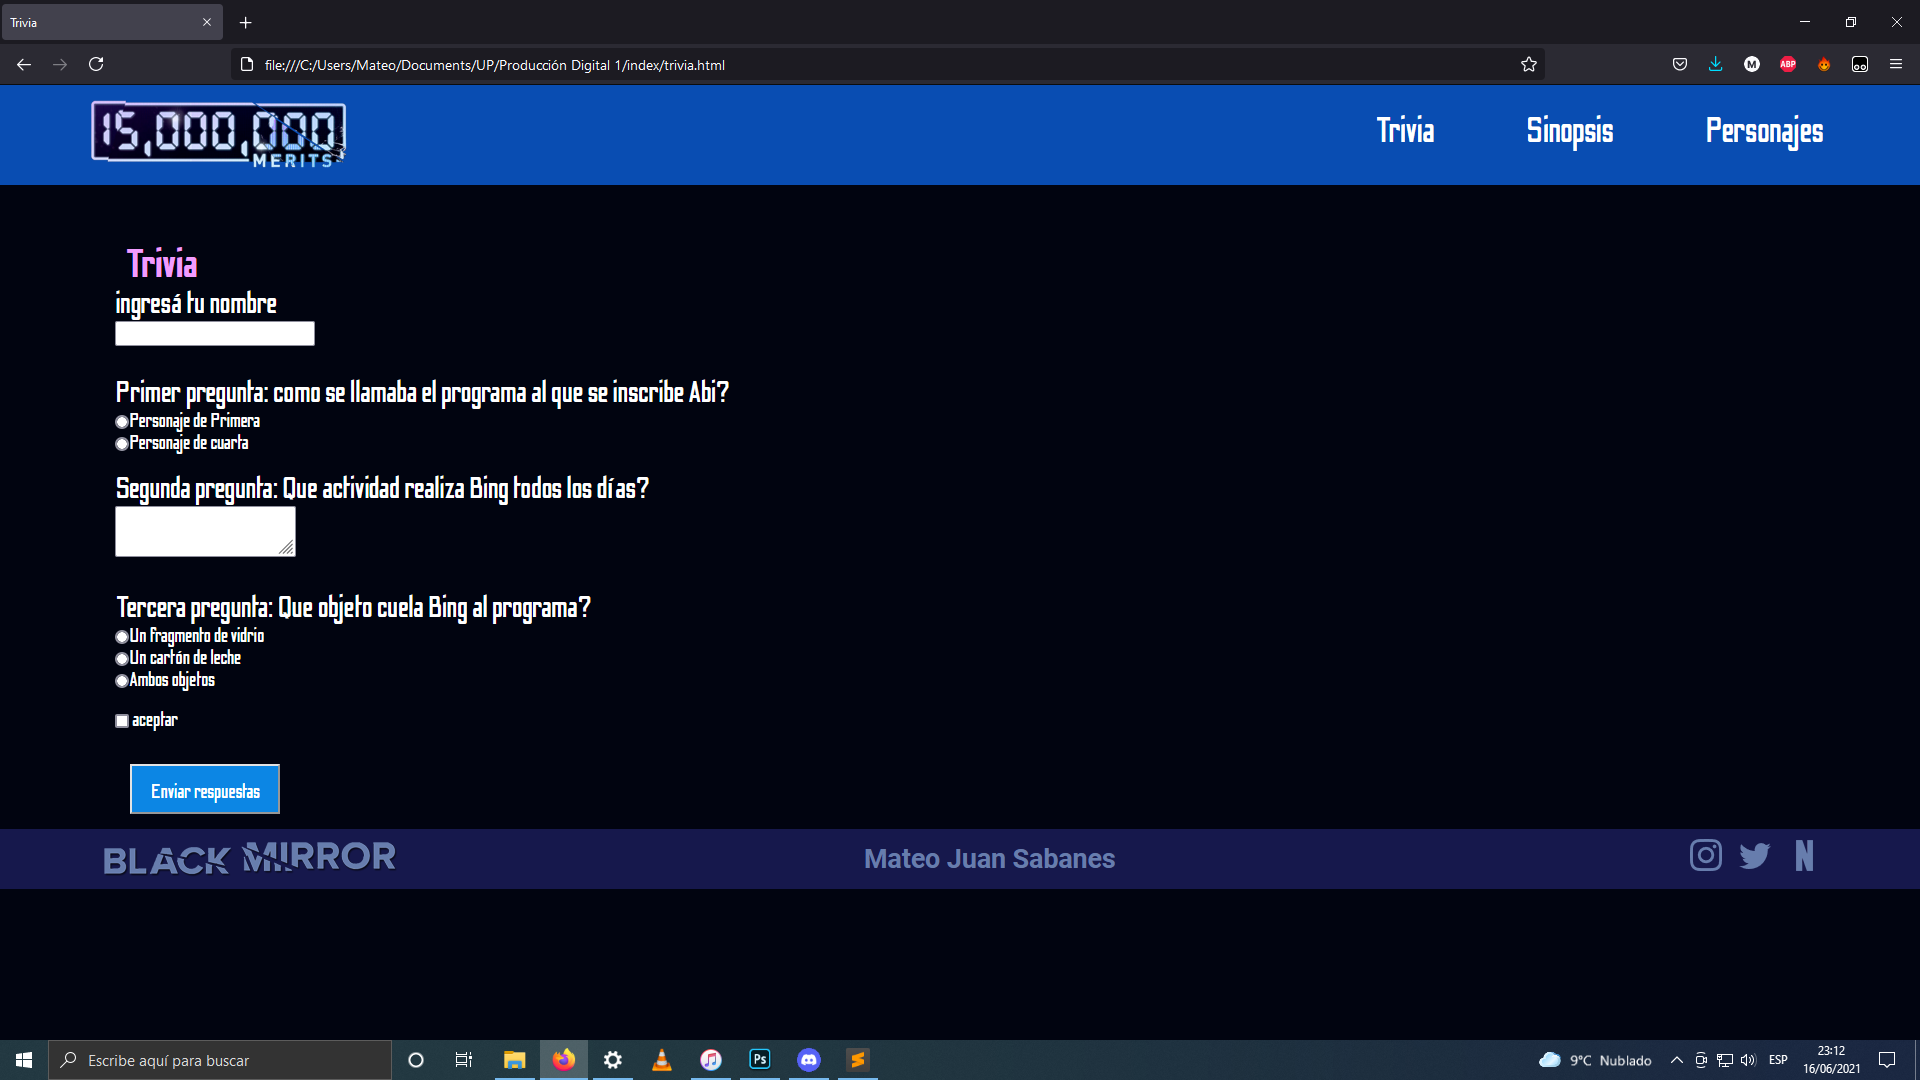 Trivia
file:///C:/Users/Mateo/Documents/UP/Producción Digital 1/index/trivia.html
M
ABP
15,000,000
MERITS
Trivia Sinopsis Personajes
Trivia
ingresá tu nombre
Primer pregunta: como se llamaba el programa al que se inscribe Abi?
Personaje de Primera
Personaje de cuarta
Segunda pregunta: Que actividad realiza Bing todos los días?
Tercera pregunta: Que objeto cuela Bing al programa?
Un fragmento de vidrio
Un cartón de leche
Ambos objetos
aceptar
Enviar respuestas
BLACK MIRROR
Mateo Juan Sabanes
N
Escribe aquí para buscar
Ps
9°C Nublado
ESP
23:12
16/06/2021